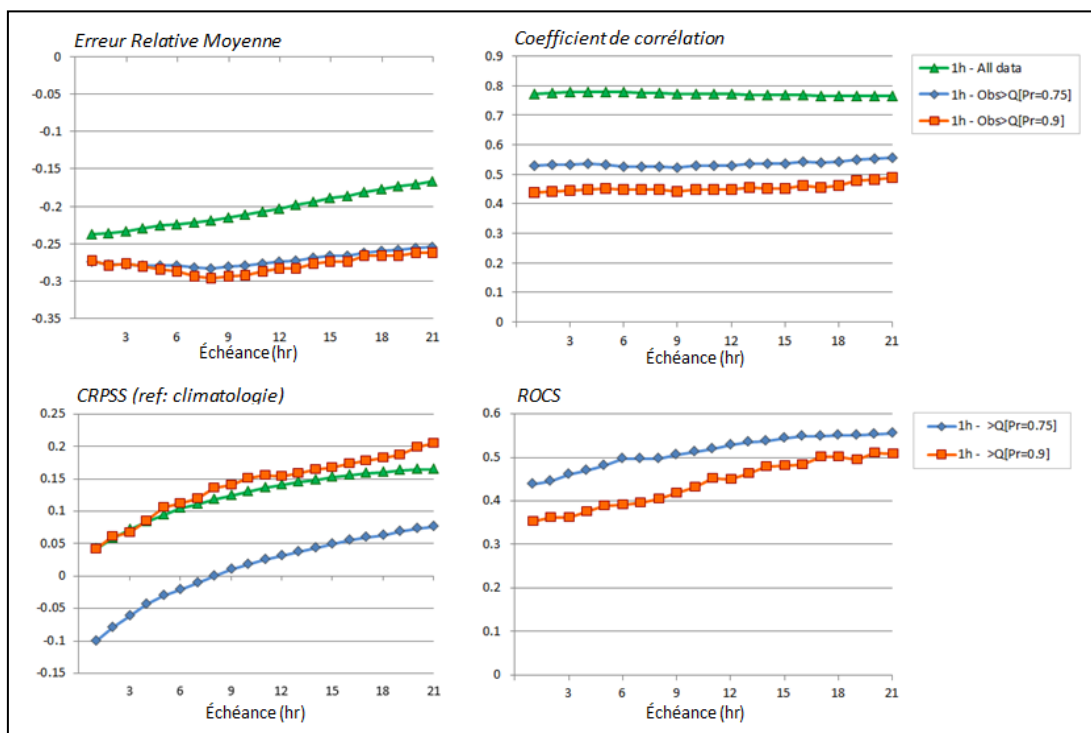 Erreur Relative Moyenne
0
-0.05
-0.1
-0.15
-0.2
-0.25
-0.3
-0.35
3 6 9 12 15 18 21
Échéance (hr)
Coefficient de corrélation
0.9
0.8
0.7
0.6
0.5
0.4
0.3
0.2
0.1
0
3 6 9 12 15 18 21
Échéance (hr)
1h - All data
1h - Obs>Q[Pr=0.75]
1h - Obs>Q[Pr=0.9]
CRPSS (ref: climatologie)
0.25
0.2
0.15
0.1
0.05
0
-0.05
-0.1
-0.15
3 6 9 12 15 18 21
Échéance (hr)
ROCS
0.6
0.5
0.4
0.3
0.2
0.1
0
3 6 9 12 15 18 21
Échéance (hr)
1h - >Q[Pr=0.75]
1h - >Q[Pr=0.9]